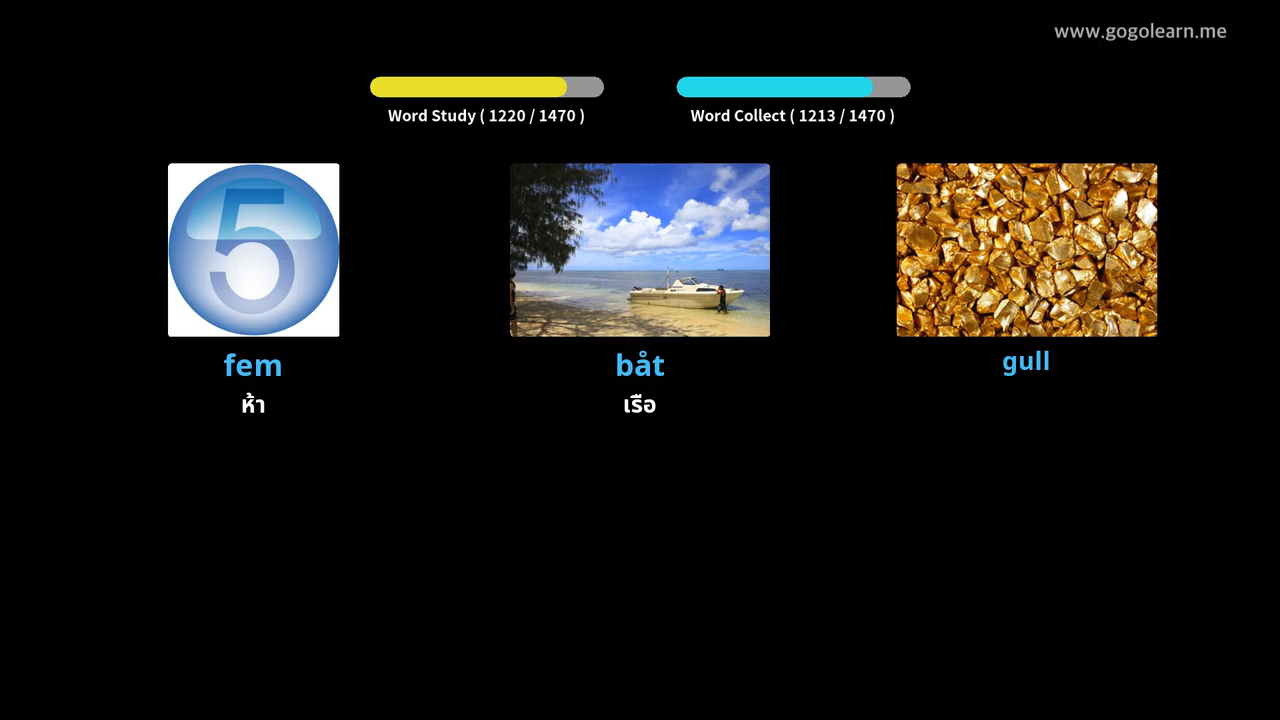 www.gogolearn.me
Word Study ( 1220 / 1470 )
Word Collect ( 1213 / 1470 )
5
fem
ห้า
båt
เรือ
gull